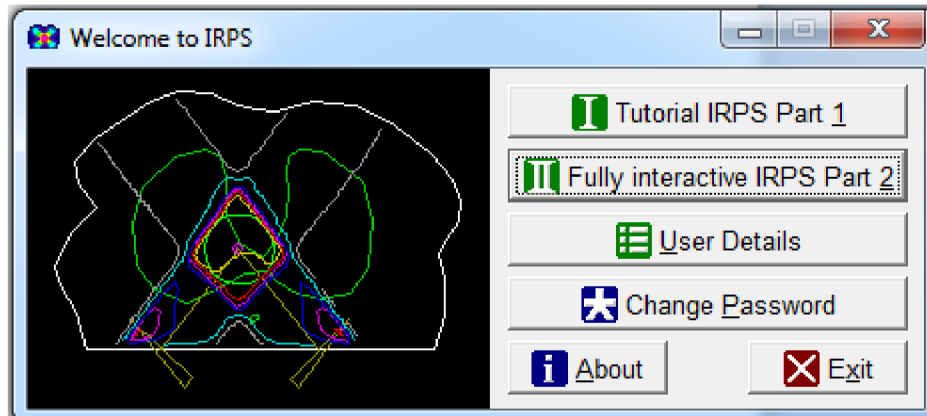 Welcome to IRPS
Tutorial IRPS Part 1
Fully interactive IRPS Part 2
User Details
Change Password
About
Exit